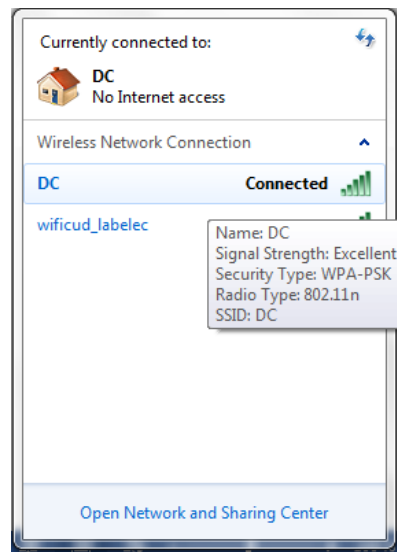 Currently connected to:
DC
No Internet access
Wireless Network Connection
DC Connected
wificud_labelec
Name: DC
Signal Strength: Excellent
Security Type: WPA-PSK
Radio Type: 802.11n
SSID: DC
Open Network and Sharing Center